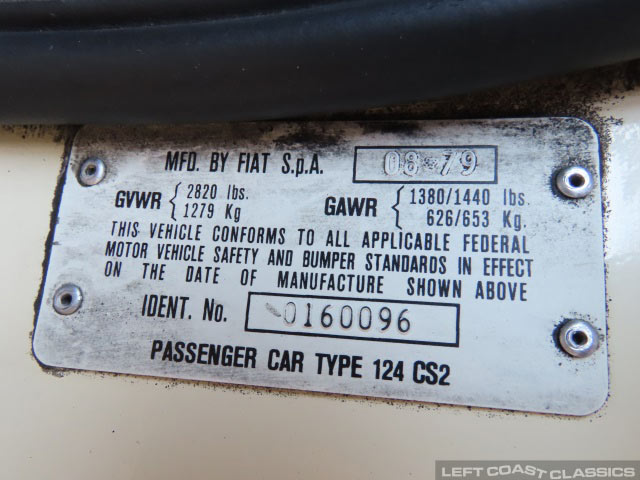 MFD. BY FIAT S.p.A. 08-79
GVWR { 2820 lbs. GAWR { 1380/1440 lbs.
1279 Kg 626/653 Kg.
THIS VEHICLE CONFORMS TO ALL APPLICABLE FEDERAL
MOTOR VEHICLE SAFETY AND BUMPER STANDARDS IN EFFECT
ON THE DATE OF MANUFACTURE SHOWN ABOVE
IDENT. No. 0160096
PASSENGER CAR TYPE 124 CS2
LEFT COAST CLASSICS